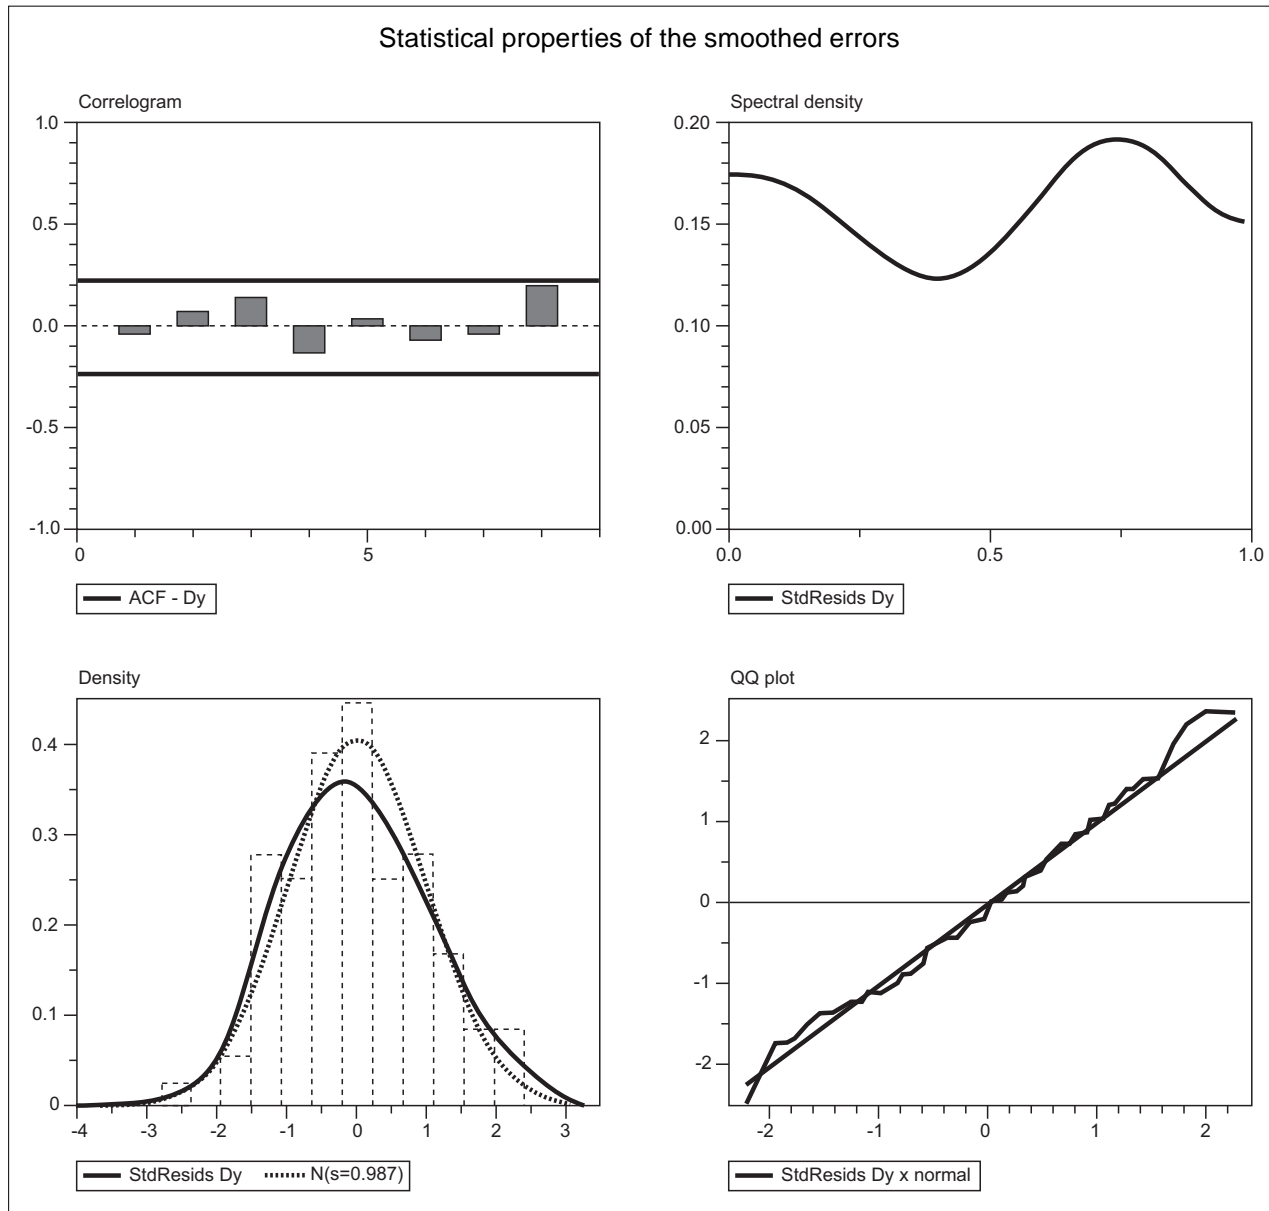 Statistical properties of the smoothed errors
Correlogram
1.0
0.5
0.0
-0.5
-1.0
0 5
ACF - Dy
Spectral density
0.20
0.15
0.10
0.05
0.00
0.0 0.5 1.0
StdResids Dy
Density
0.4
0.3
0.2
0.1
0
-4 -3 -2 -1 0 1 2 3
StdResids Dy N(s=0.987)
QQ plot
2
1
0
-1
-2
-2 -1 0 1 2
StdResids Dy x normal